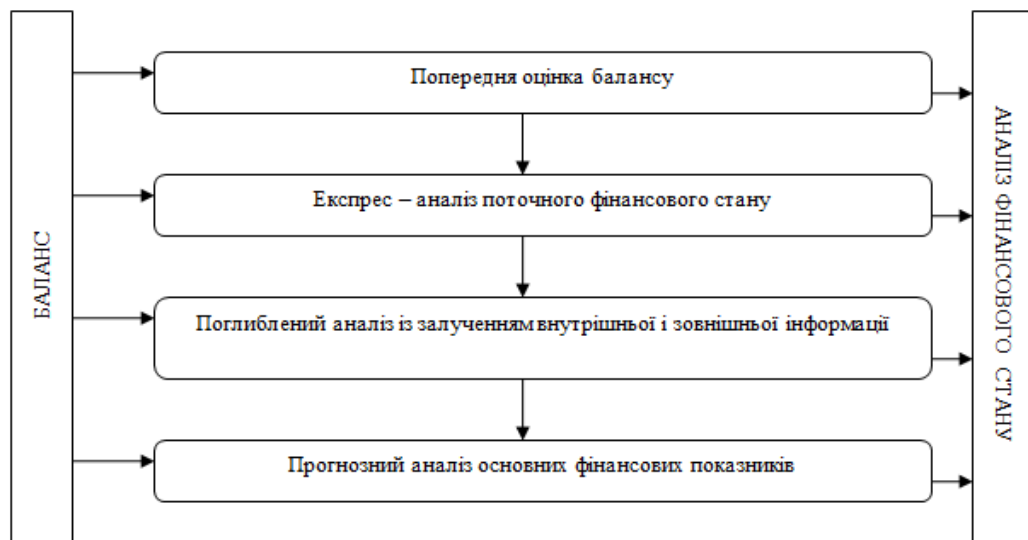 БАЛАНС
Попередня оцінка балансу
Експрес – аналіз поточного фінансового стану
Поглиблений аналіз із залученням внутрішньої і зовнішньої інформації
Прогнозний аналіз основних фінансових показників
АНАЛІЗ ФІНАНСОВОГО СТАНУ